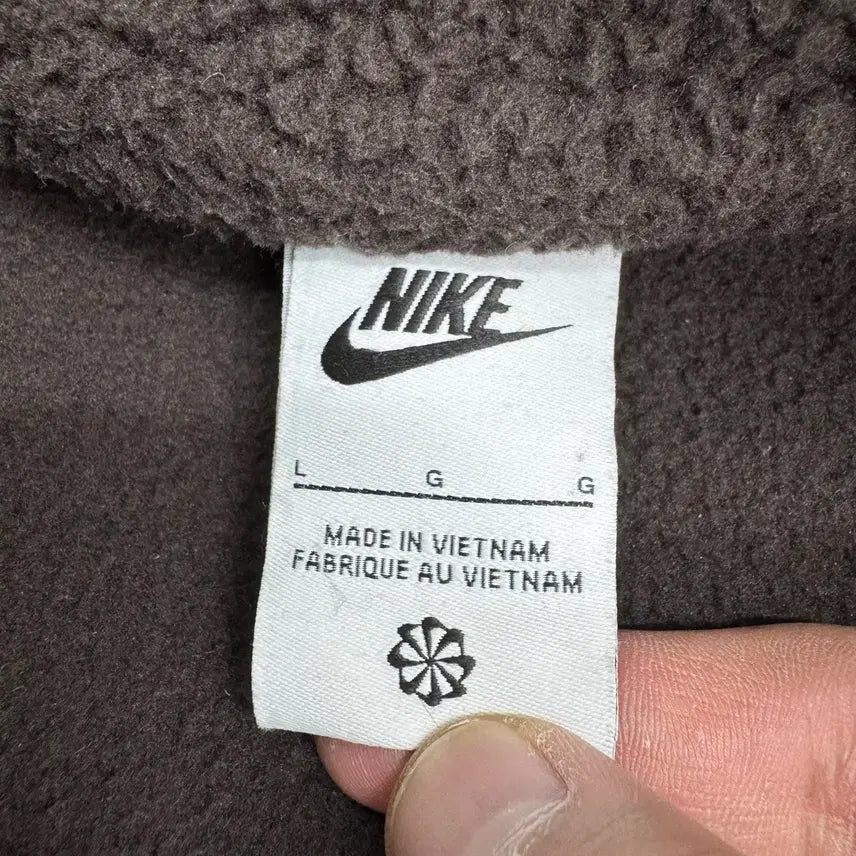 NIKE
L G G
MADE IN VIETNAM
FABRIQUE AU VIETNAM